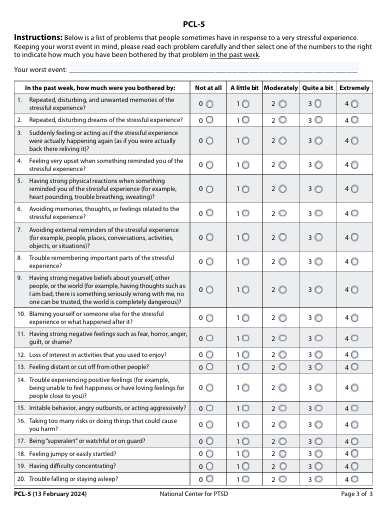 PCL-5
Instructions: Below is a list of problems that people sometimes have in response to a very stressful experience.
Keeping your worst event in mind, please read each problem carefully and then select one of the numbers to the right
to indicate how much you have been bothered by that problem in the past week.
Your worst event:
In the past week, how much were you bothered by: Not at all A little bit Moderately Quite a bit Extremely
1. Repeated, disturbing, and unwanted memories of the
stressful experience? 0 1 2 3 4
2. Repeated, disturbing dreams of the stressful experience? 0 1 2 3 4
3. Suddenly feeling or acting as if the stressful experience
were actually happening again (as if you were actually
back there reliving it)? 0 1 2 3 4
4. Feeling very upset when something reminded you of the
stressful experience? 0 1 2 3 4
5. Having strong physical reactions when something
reminded you of the stressful experience (for example,
heart pounding, trouble breathing, sweating)? 0 1 2 3 4
6. Avoiding memories, thoughts, or feelings related to the
stressful experience? 0 1 2 3 4
7. Avoiding external reminders of the stressful experience
(for example, people, places, conversations, activities,
objects, or situations)? 0 1 2 3 4
8. Trouble remembering important parts of the stressful
experience? 0 1 2 3 4
9. Having strong negative beliefs about yourself, other
people, or the world (for example, having thoughts such as:
I am bad, there is something seriously wrong with me, no
one can be trusted, the world is completely dangerous)? 0 1 2 3 4
10. Blaming yourself or someone else for the stressful
experience or what happened after it? 0 1 2 3 4
11. Having strong negative feelings such as fear, horror, anger,
guilt, or shame? 0 1 2 3 4
12. Loss of interest in activities that you used to enjoy? 0 1 2 3 4
13. Feeling distant or cut off from other people? 0 1 2 3 4
14. Trouble experiencing positive feelings (for example,
being unable to feel happiness or have loving feelings for
people close to you)? 0 1 2 3 4
15. Irritable behavior, angry outbursts, or acting aggressively? 0 1 2 3 4
16. Taking too many risks or doing things that could cause
you harm? 0 1 2 3 4
17. Being "superalert" or watchful or on guard? 0 1 2 3 4
18. Feeling jumpy or easily startled? 0 1 2 3 4
19. Having difficulty concentrating? 0 1 2 3 4
20. Trouble falling or staying asleep? 0 1 2 3 4
PCL-5 (13 February 2024) National Center for PTSD Page 3 of 3